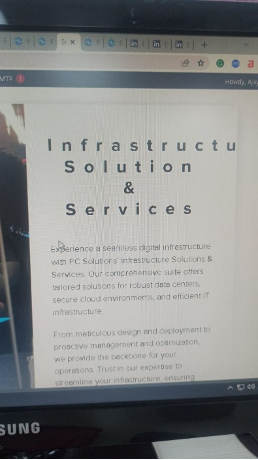 Howdy, Ajay
Infrastructu
Solution
&
Services
Experience a seamless digital infrastructure
with PC Solutions' Infrastructure Solutions &
Services. Our comprehensive suite offers
tailored solutions for robust data centers,
secure cloud environments, and efficient IT
infrastructure.
From meticulous design and deployment to
proactive management and optimization,
we provide the backbone for your
operations. Trust in our expertise to
streamline your infrastructure, ensuring
SUNG